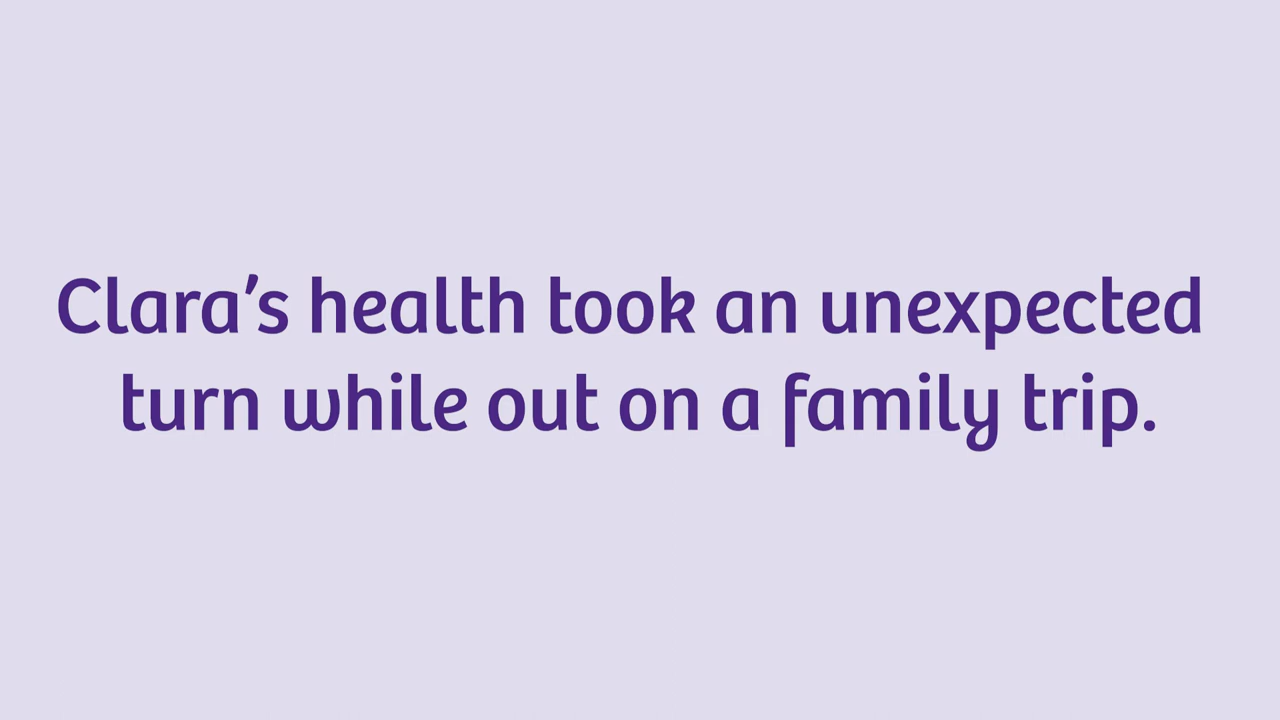 Clara’s health took an unexpected
turn while out on a family trip.